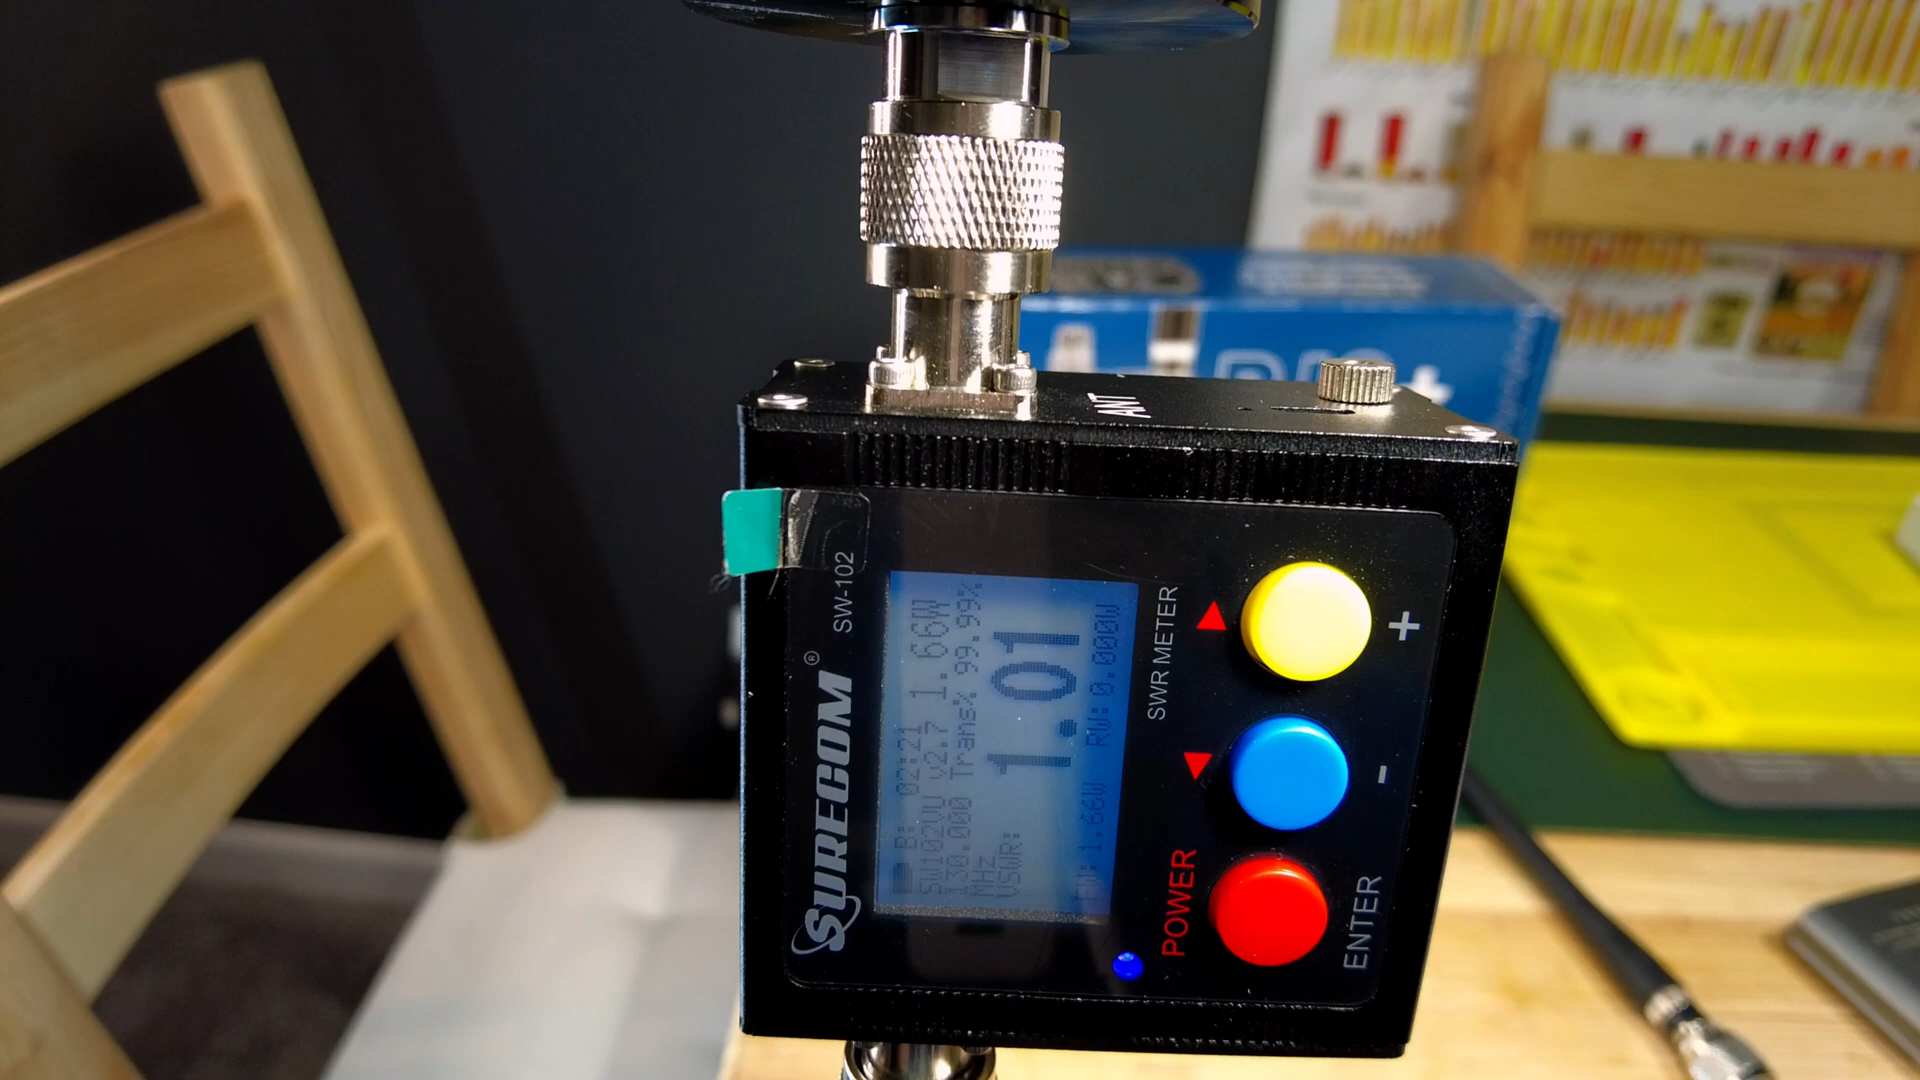 SURECOM®
SW-102
B: 02:21
SW102VU v2.7 1.66W
130.000 Trans% 99.99%
MHz
VSWR:
1.01
FW:1.66W RW:0.000W
SWR METER
POWER
ENTER
-
+
ANT